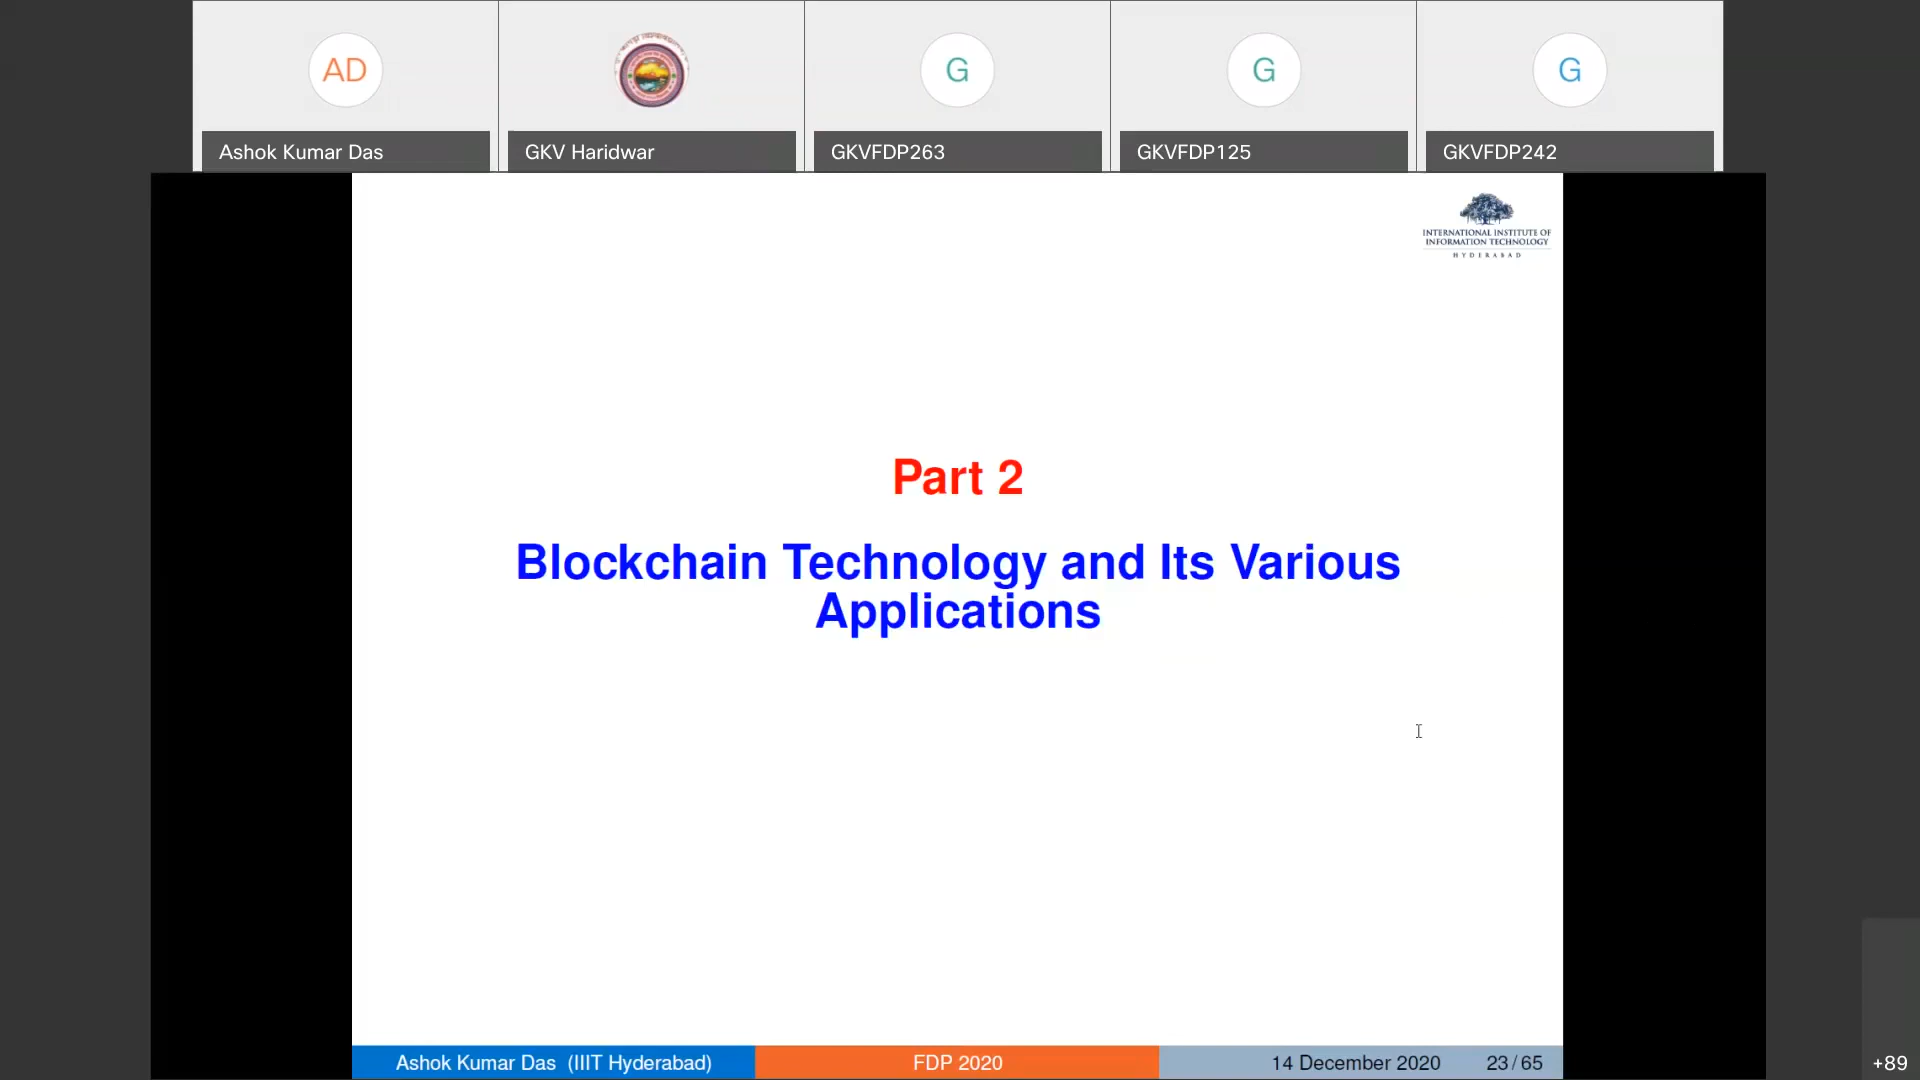 AD
G
G
G
Ashok Kumar Das
GKV Haridwar
GKVFDP263
GKVFDP125
GKVFDP242
INTERNATIONAL INSTITUTE OF
INFORMATION TECHNOLOGY
HYDERABAD
Part 2
Blockchain Technology and Its Various
Applications
Ashok Kumar Das (IIIT Hyderabad)
FDP 2020
14 December 2020
23/65
+89